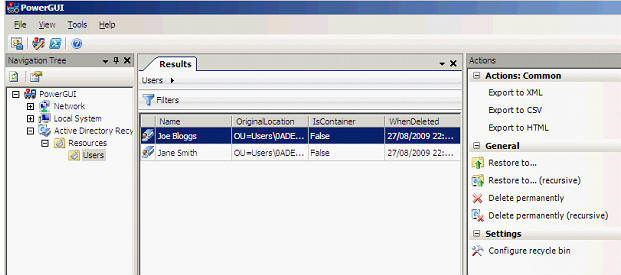 PowerGUI
File View Tools Help
Navigation Tree
PowerGUI
Network
Local System
Active Directory Recy
Resources
Users
Results
Users
Filters
Name OriginalLocation IsContainer WhenDeleted
Joe Bloggs OU=Users\0ADE... False 27/08/2009 22:...
Jane Smith OU=Users\0ADE... False 27/08/2009 22:...
Actions
Actions: Common
Export to XML
Export to CSV
Export to HTML
General
Restore to...
Restore to... (recursive)
Delete permanently
Delete permanently (recursive)
Settings
Configure recycle bin